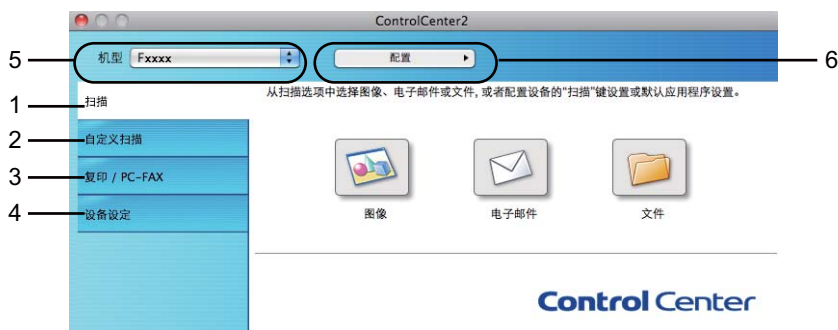 ControlCenter2
5
机型 Fxxxx
配置
6
1
扫描
从扫描选项中选择图像、电子邮件或文件, 或者配置设备的"扫描"键设置或默认应用程序设置。
2
自定义扫描
3
复印 / PC-FAX
4
设备设定
图像
电子邮件
文件
Control Center